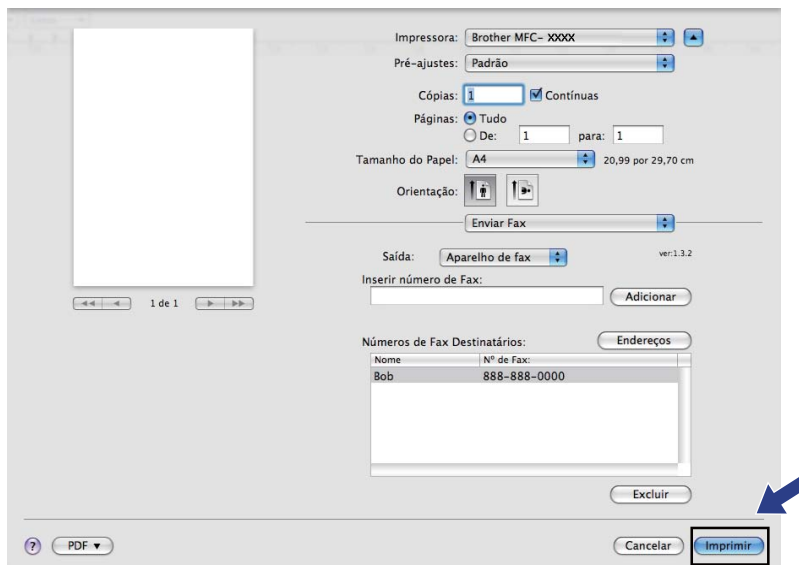 Impressora: Brother MFC- XXXX
Pré-ajustes: Padrão
Cópias: 1 Contínuas
Páginas: Tudo
De: 1 para: 1
Tamanho do Papel: A4 20,99 por 29,70 cm
Orientação:
Enviar Fax
Saída: Aparelho de fax ver:1.3.2
Inserir número de Fax:
Adicionar
1 de 1
Números de Fax Destinatários: Endereços
Nome Nº de Fax:
Bob 888-888-0000
Excluir
? PDF Cancelar Imprimir